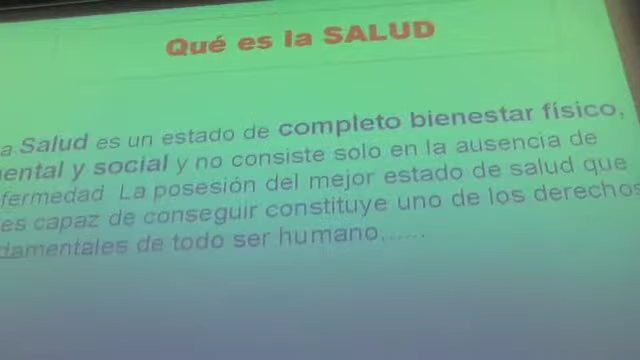 Qué es la SALUD
a Salud es un estado de completo bienestar físico,
ental y social y no consiste solo en la ausencia de
fermedad La posesión del mejor estado de salud que
es capaz de conseguir constituye uno de los derechos
damentales de todo ser humano......